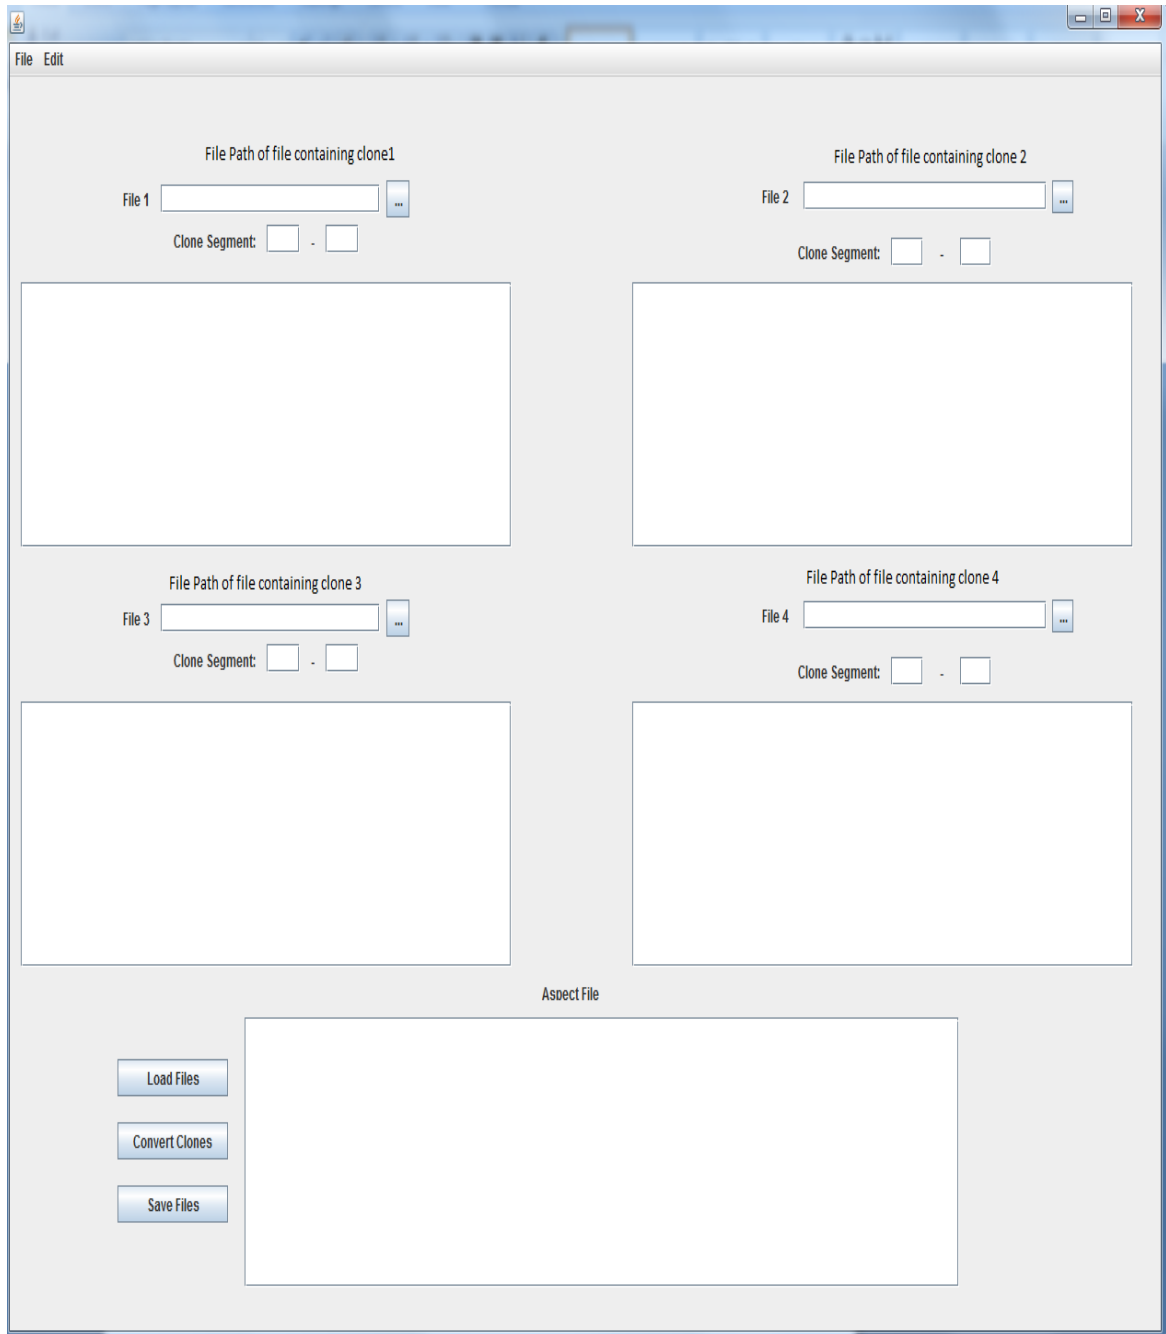 File Edit
File Path of file containing clone1
File Path of file containing clone 2
File 1 ...
File 2 ...
Clone Segment: -
Clone Segment: -
File Path of file containing clone 3
File Path of file containing clone 4
File 3 ...
File 4 ...
Clone Segment: -
Clone Segment: -
Aspect File
Load Files
Convert Clones
Save Files